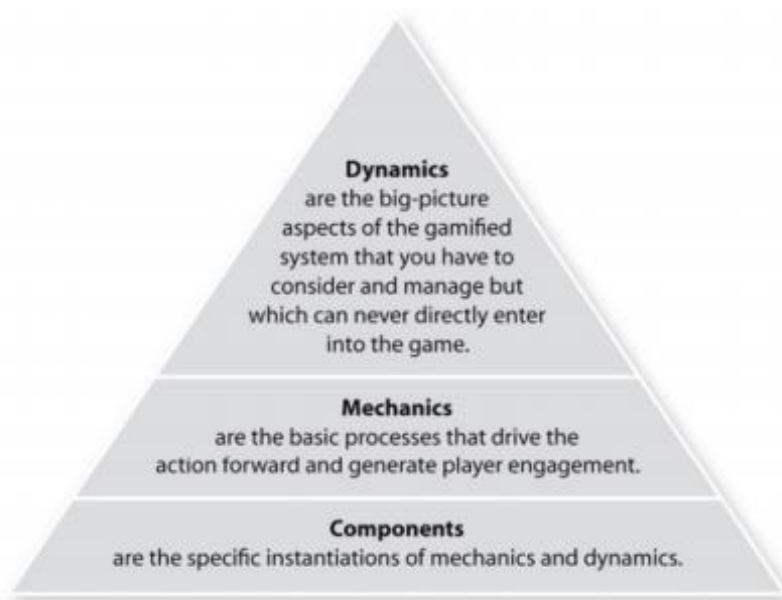 Dynamics
are the big-picture
aspects of the gamified
system that you have to
consider and manage but
which can never directly enter
into the game.
Mechanics
are the basic processes that drive the
action forward and generate player engagement.
Components
are the specific instantiations of mechanics and dynamics.